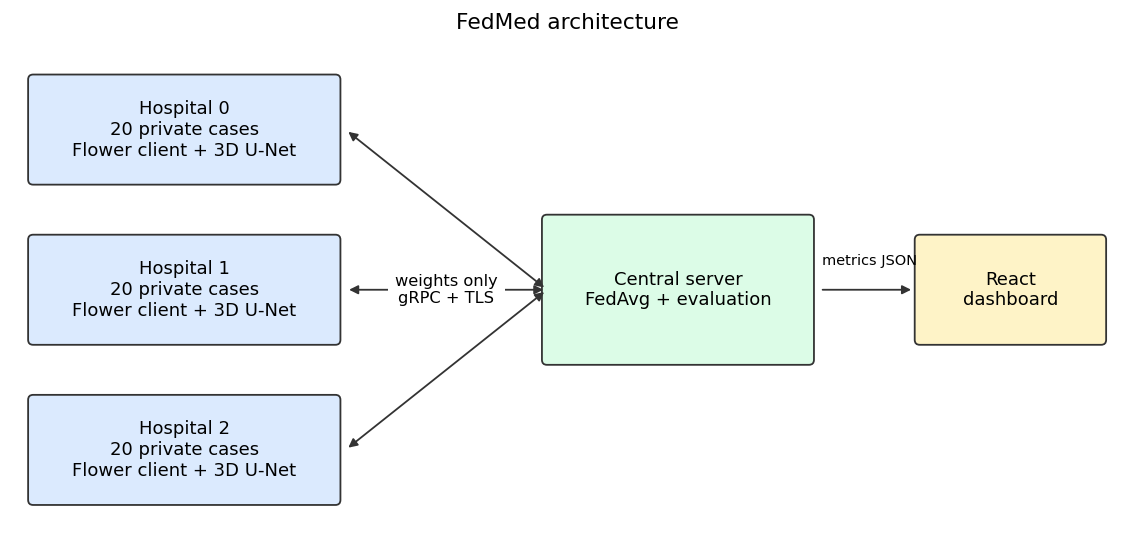 FedMed architecture
Hospital 0
20 private cases
Flower client + 3D U-Net
Hospital 1
20 private cases
Flower client + 3D U-Net
Hospital 2
20 private cases
Flower client + 3D U-Net
weights only
gRPC + TLS
Central server
FedAvg + evaluation
metrics JSON
React
dashboard